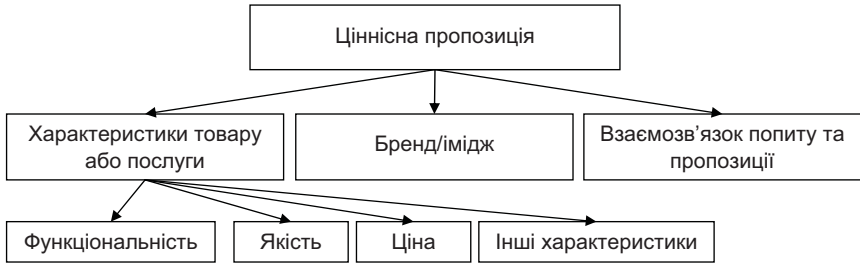 Ціннісна пропозиція
Характеристики товару
або послуги
Бренд/імідж
Взаємозв’язок попиту та
пропозиції
Функціональність
Якість
Ціна
Інші характеристики